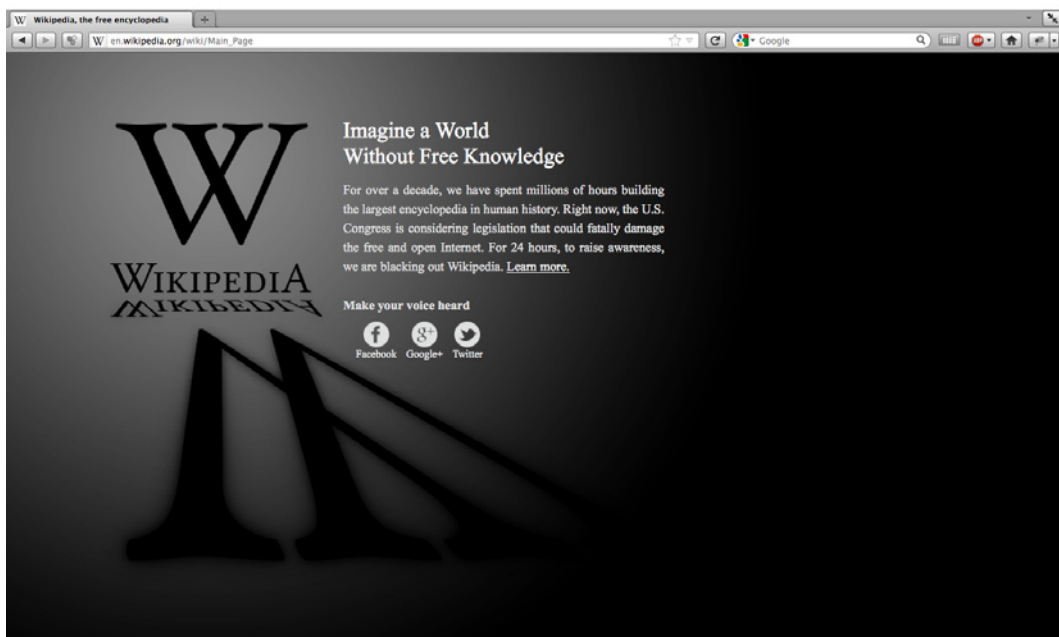 W Wikipedia, the free encyclopedia
W en.wikipedia.org/wiki/Main_Page
Google
W
WIKIPEDIA
Imagine a World
Without Free Knowledge
For over a decade, we have spent millions of hours building
the largest encyclopedia in human history. Right now, the U.S.
Congress is considering legislation that could fatally damage
the free and open Internet. For 24 hours, to raise awareness,
we are blacking out Wikipedia. Learn more.
Make your voice heard
Facebook Google+ Twitter